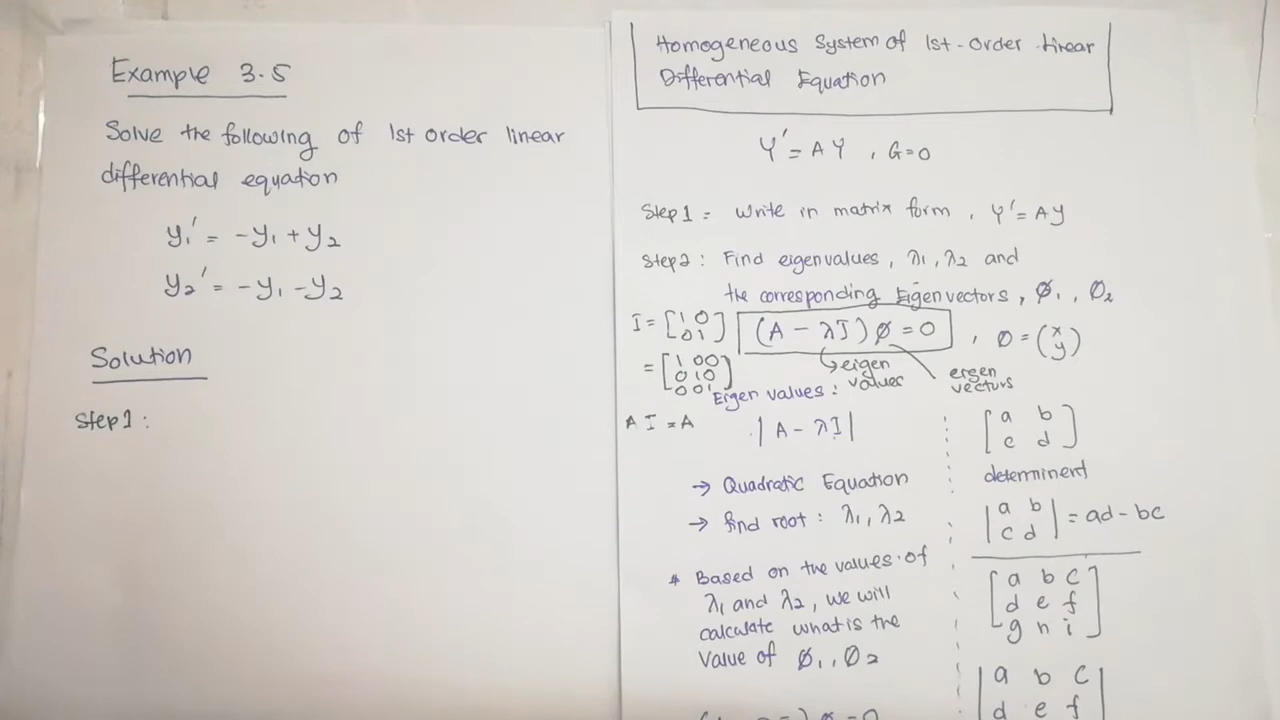 Example 3.5
Solve the following of 1st order linear
differential equation
y₁' = -y₁ + y₂
y₂' = -y₁ - y₂
Solution
Step 1 :
Homogeneous System of 1st-Order Linear
Differential Equation
Y' = AY , G=0
Step 1 = Write in matrix form , Y' = AY
Step 2 : Find eigenvalues , λ₁, λ₂ and
the corresponding Eigenvectors , Ø₁ , Ø₂
I = [1 0
0 1]
(A - λI) Ø = 0 , Ø = (x
y)
= [1 0 0
0 1 0
0 0 1]
eigen
values
eigen
vectors
Eigen values :
A I = A
|A - λI|
[a b
c d]
determinent
→ Quadratic Equation
→ find root : λ₁, λ₂
|a b
c d| = ad - bc
* Based on the values of
λ₁ and λ₂, we will
calculate what is the
value of Ø₁, Ø₂
[a b c
d e f
g h i]
|a b c
d e f|